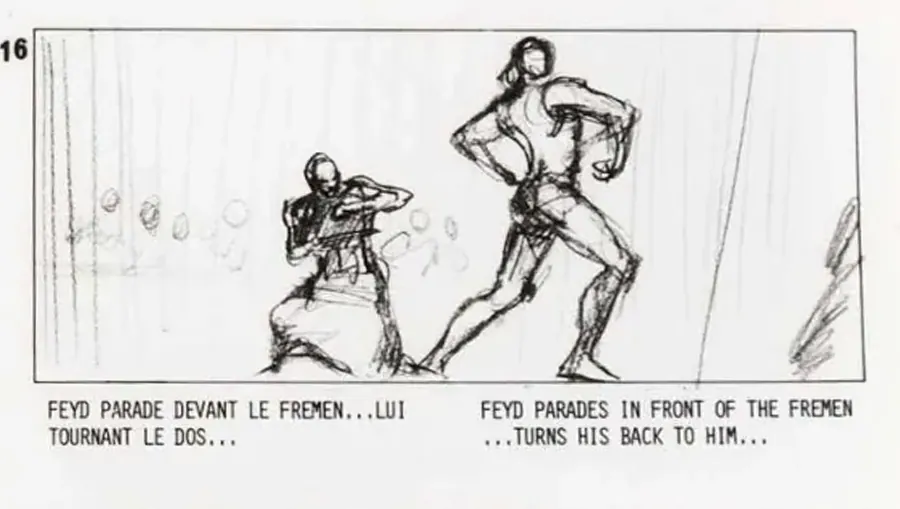 16
FEYD PARADE DEVANT LE FREMEN...LUI
TOURNANT LE DOS...
FEYD PARADES IN FRONT OF THE FREMEN
...TURNS HIS BACK TO HIM...